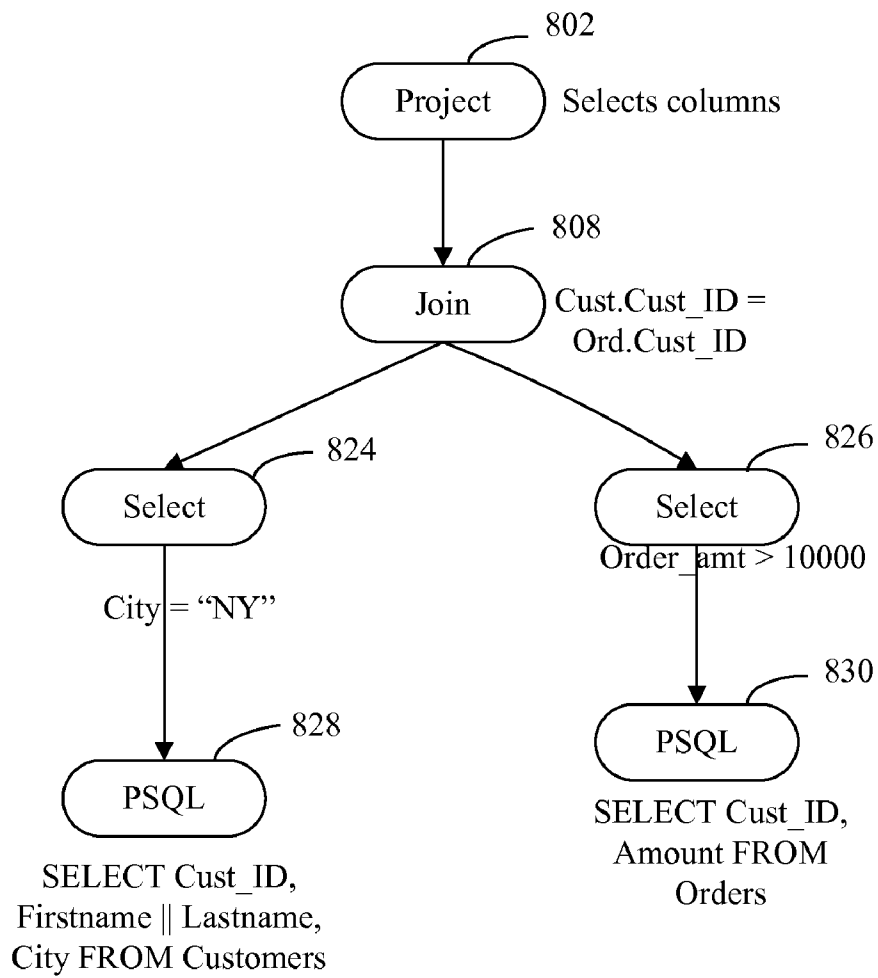 802
Project
Selects columns
808
Join
Cust.Cust_ID =
Ord.Cust_ID
824
826
Select
Select
Order_amt > 10000
City = “NY”
830
828
PSQL
PSQL
SELECT Cust_ID,
Amount FROM
Orders
SELECT Cust_ID,
Firstname || Lastname,
City FROM Customers